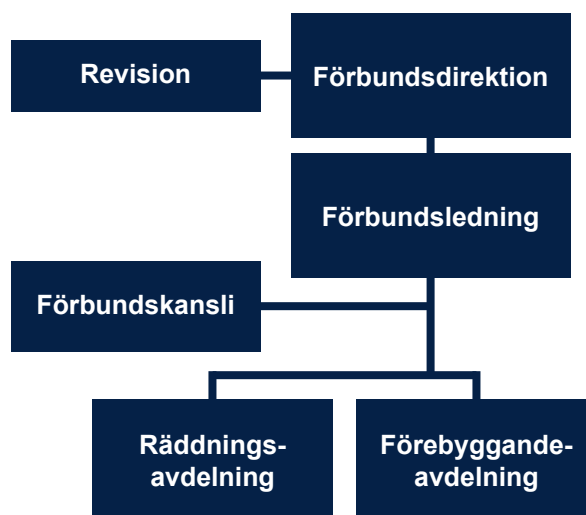 Revision
Förbundsdirektion
Förbundsledning
Förbundskansli
Räddnings-
avdelning
Förebyggande-
avdelning